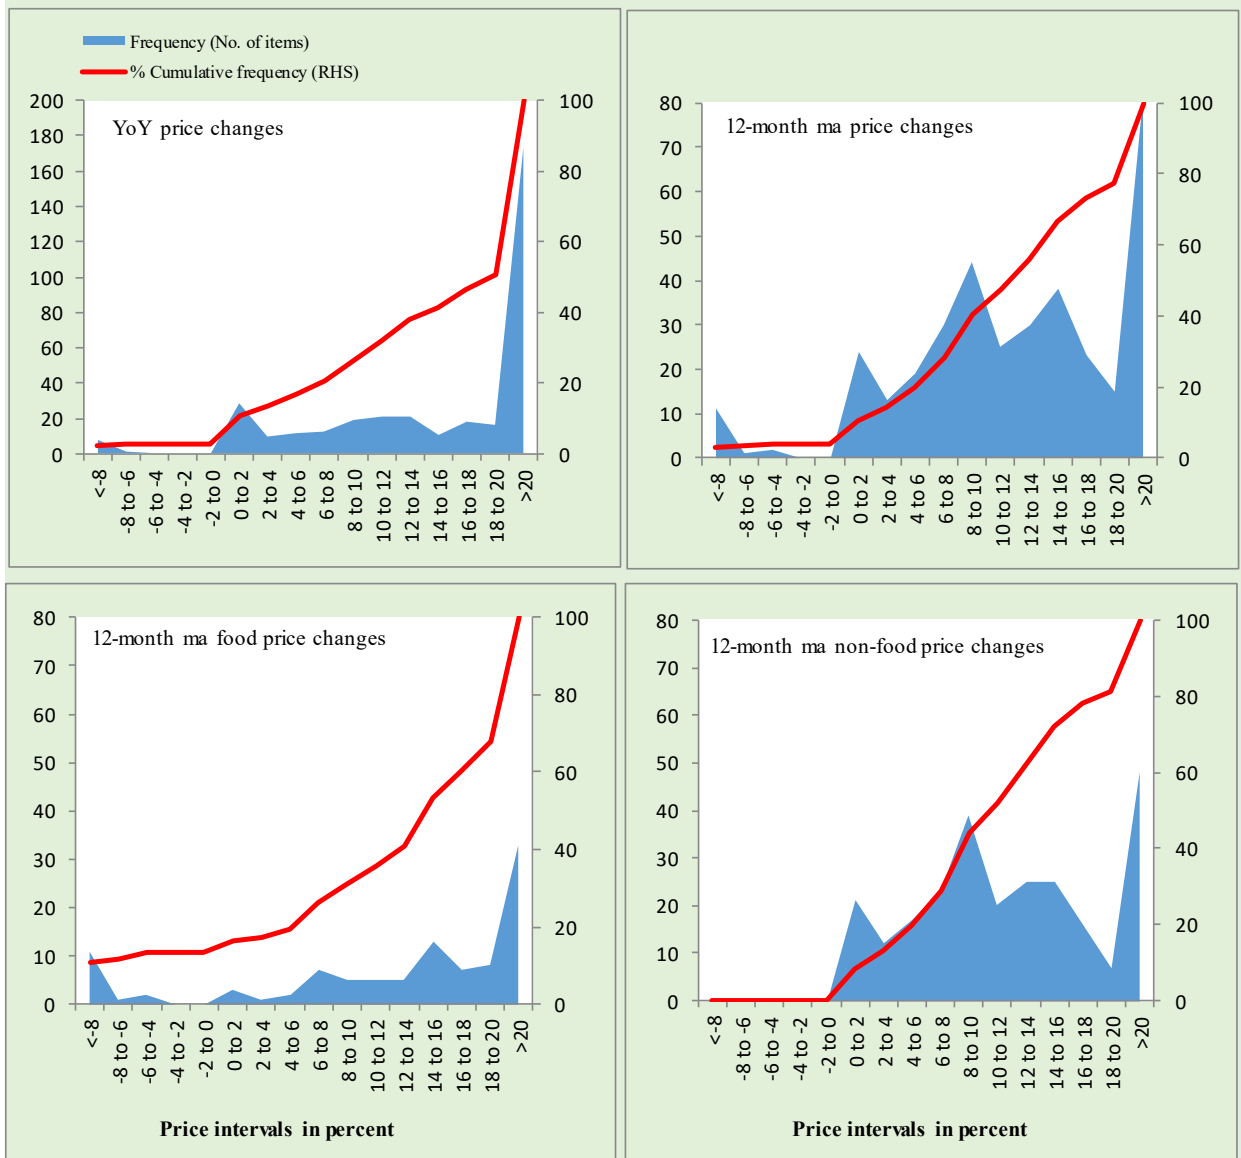 Frequency (No. of items)
% Cumulative frequency (RHS)
YoY price changes
200
180
160
140
120
100
80
60
40
20
0
100
80
60
40
20
0
<-8
-8 to -6
-6 to -4
-4 to -2
-2 to 0
0 to 2
2 to 4
4 to 6
6 to 8
8 to 10
10 to 12
12 to 14
14 to 16
16 to 18
18 to 20
>20
12-month ma price changes
80
70
60
50
40
30
20
10
0
100
80
60
40
20
0
<-8
-8 to -6
-6 to -4
-4 to -2
-2 to 0
0 to 2
2 to 4
4 to 6
6 to 8
8 to 10
10 to 12
12 to 14
14 to 16
16 to 18
18 to 20
>20
12-month ma food price changes
80
70
60
50
40
30
20
10
0
100
80
60
40
20
0
<-8
-8 to -6
-6 to -4
-4 to -2
-2 to 0
0 to 2
2 to 4
4 to 6
6 to 8
8 to 10
10 to 12
12 to 14
14 to 16
16 to 18
18 to 20
>20
Price intervals in percent
12-month ma non-food price changes
80
70
60
50
40
30
20
10
0
100
80
60
40
20
0
<-8
-8 to -6
-6 to -4
-4 to -2
-2 to 0
0 to 2
2 to 4
4 to 6
6 to 8
8 to 10
10 to 12
12 to 14
14 to 16
16 to 18
18 to 20
>20
Price intervals in percent